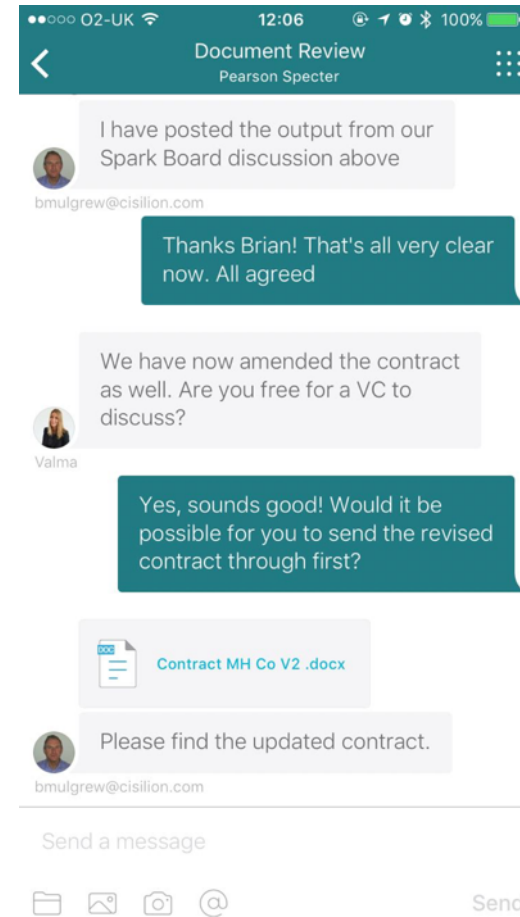 O2-UK 12:06 100%
Document Review
Pearson Specter
I have posted the output from our
Spark Board discussion above
bmulgrew@cisilion.com
Thanks Brian! That's all very clear
now. All agreed
We have now amended the contract
as well. Are you free for a VC to
discuss?
Valma
Yes, sounds good! Would it be
possible for you to send the revised
contract through first?
DOC
Contract MH Co V2 .docx
Please find the updated contract.
bmulgrew@cisilion.com
Send a message
@
Send